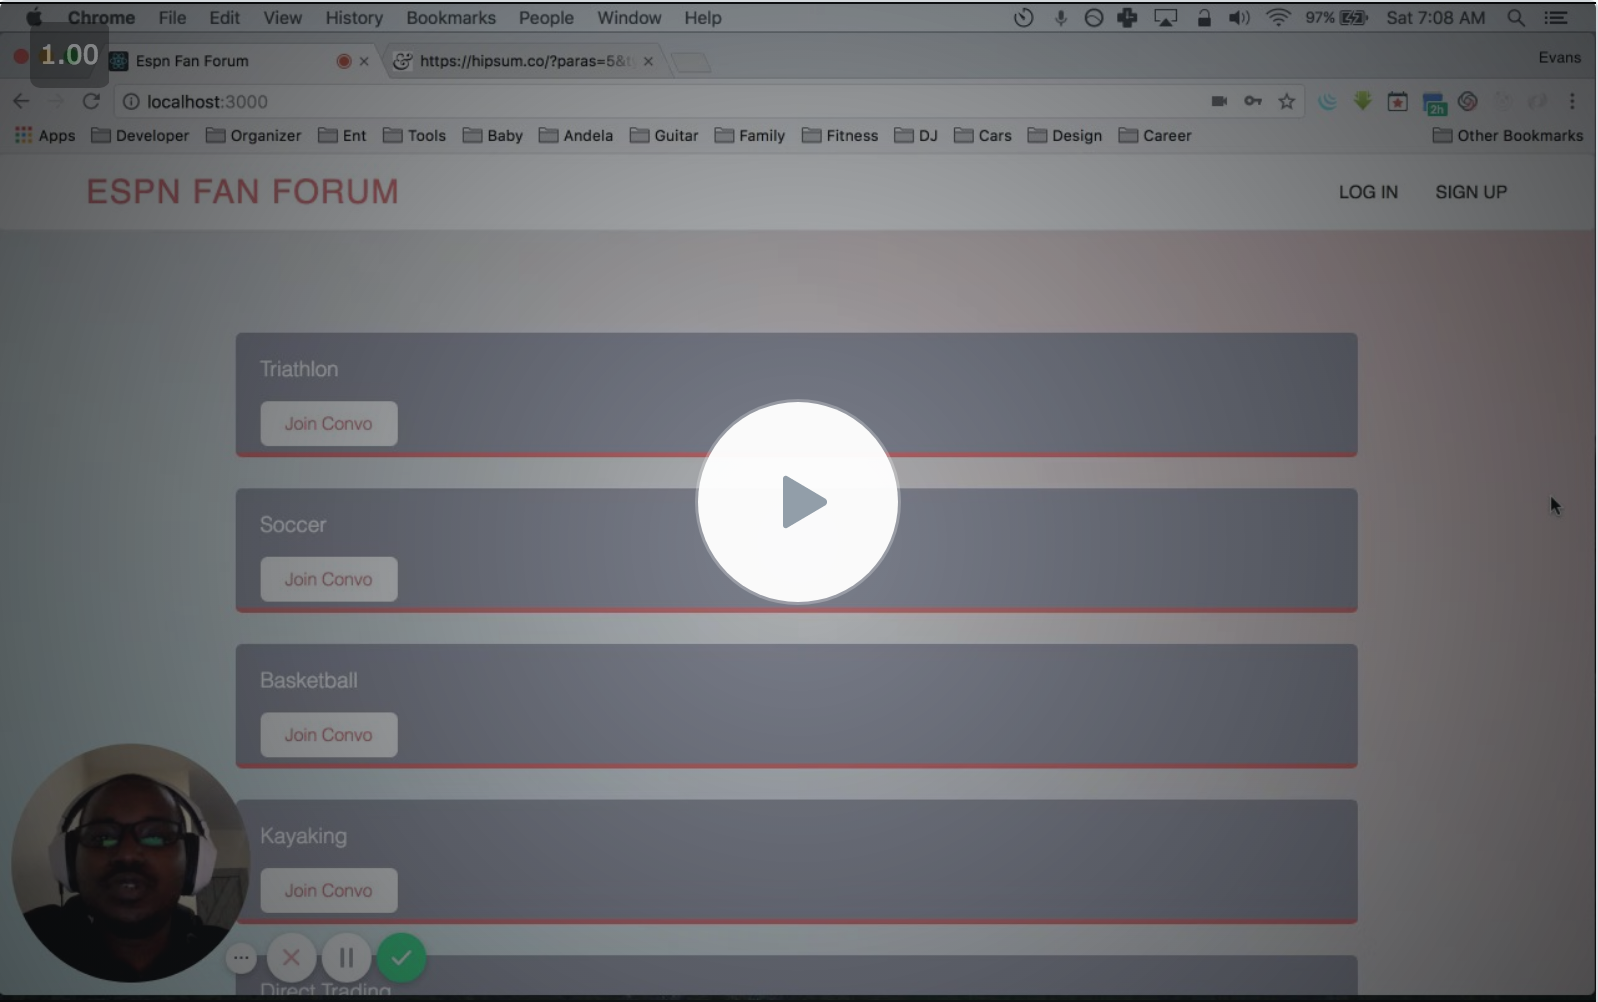 Chrome File Edit View History Bookmarks People Window Help 97% Sat 7:08 AM
1.00
Espn Fan Forum https://hipsum.co/?paras=5&t Evans
localhost:3000 2h
Apps Developer Organizer Ent Tools Baby Andela Guitar Family Fitness DJ Cars Design Career Other Bookmarks
ESPN FAN FORUM LOG IN SIGN UP
Triathlon
Join Convo
Soccer
Join Convo
Basketball
Join Convo
Kayaking
Join Convo
Direct Trading